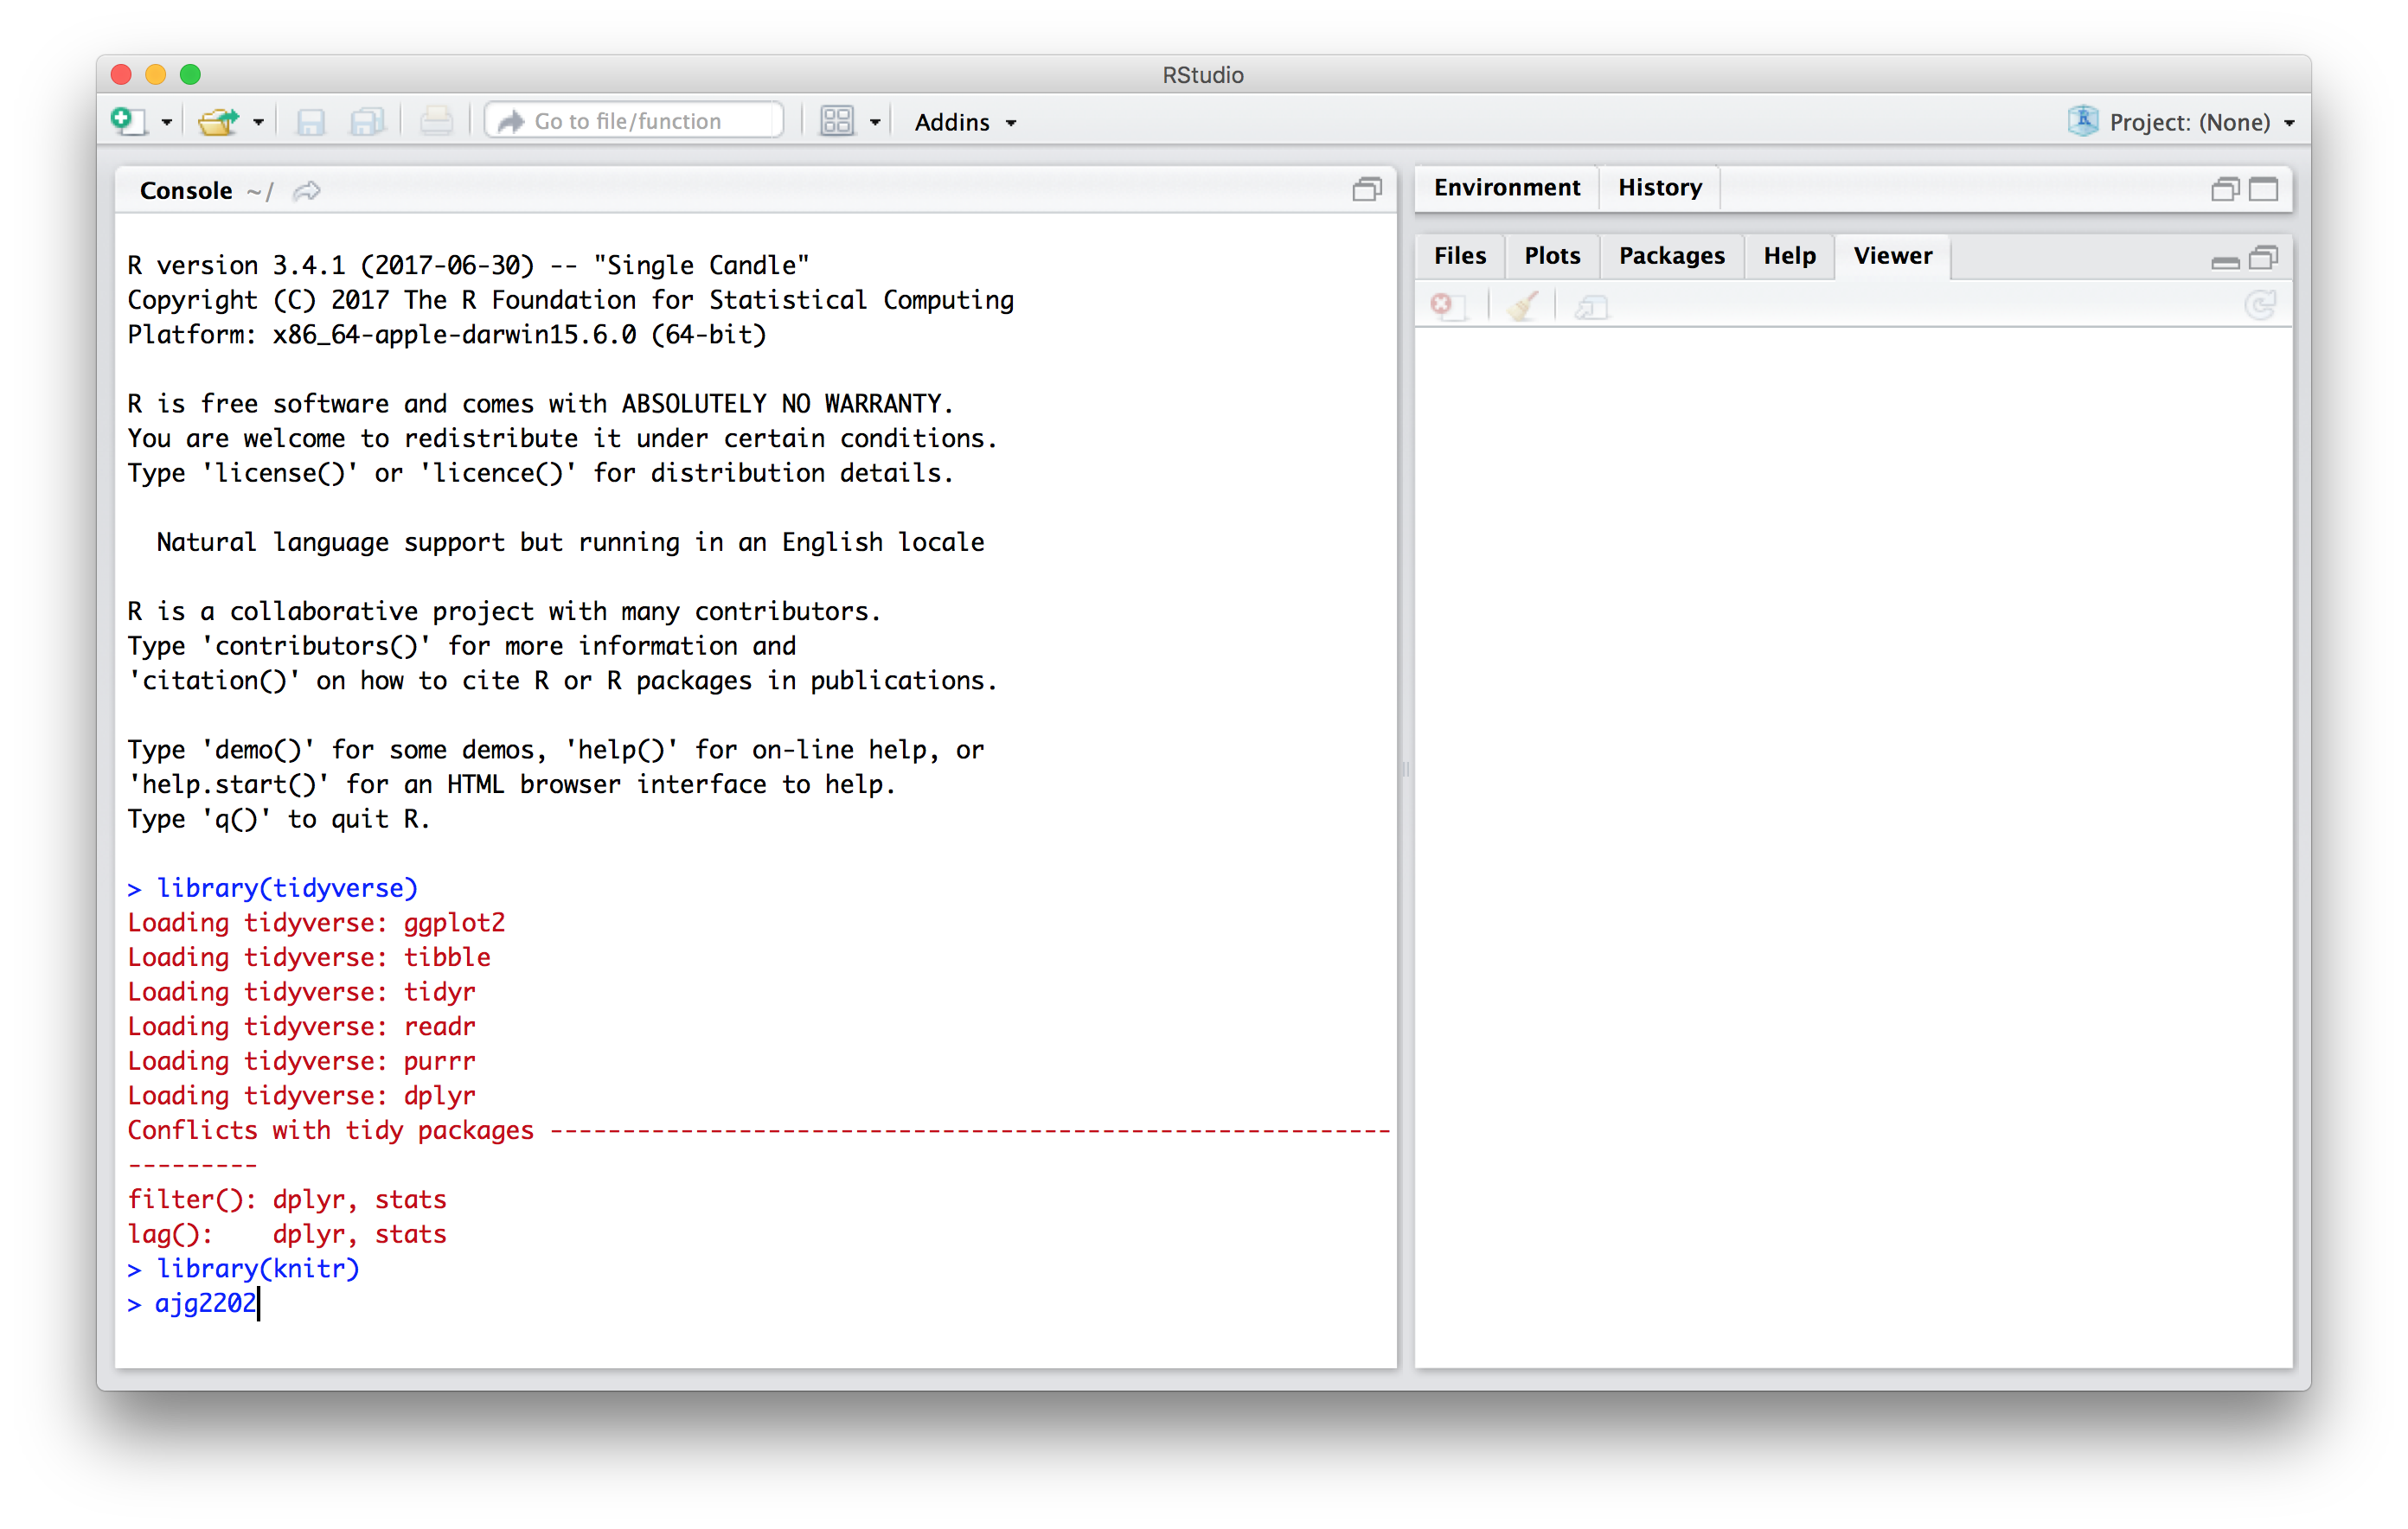 RStudio
Go to file/function
Addins
Project: (None)
Console ~/
Environment History
Files Plots Packages Help Viewer
R version 3.4.1 (2017-06-30) -- "Single Candle"
Copyright (C) 2017 The R Foundation for Statistical Computing
Platform: x86_64-apple-darwin15.6.0 (64-bit)
R is free software and comes with ABSOLUTELY NO WARRANTY.
You are welcome to redistribute it under certain conditions.
Type 'license()' or 'licence()' for distribution details.
Natural language support but running in an English locale
R is a collaborative project with many contributors.
Type 'contributors()' for more information and
'citation()' on how to cite R or R packages in publications.
Type 'demo()' for some demos, 'help()' for on-line help, or
'help.start()' for an HTML browser interface to help.
Type 'q()' to quit R.
> library(tidyverse)
Loading tidyverse: ggplot2
Loading tidyverse: tibble
Loading tidyverse: tidyr
Loading tidyverse: readr
Loading tidyverse: purrr
Loading tidyverse: dplyr
Conflicts with tidy packages ----------------------------------------------------------
---------
filter(): dplyr, stats
lag():    dplyr, stats
> library(knitr)
> ajg2202